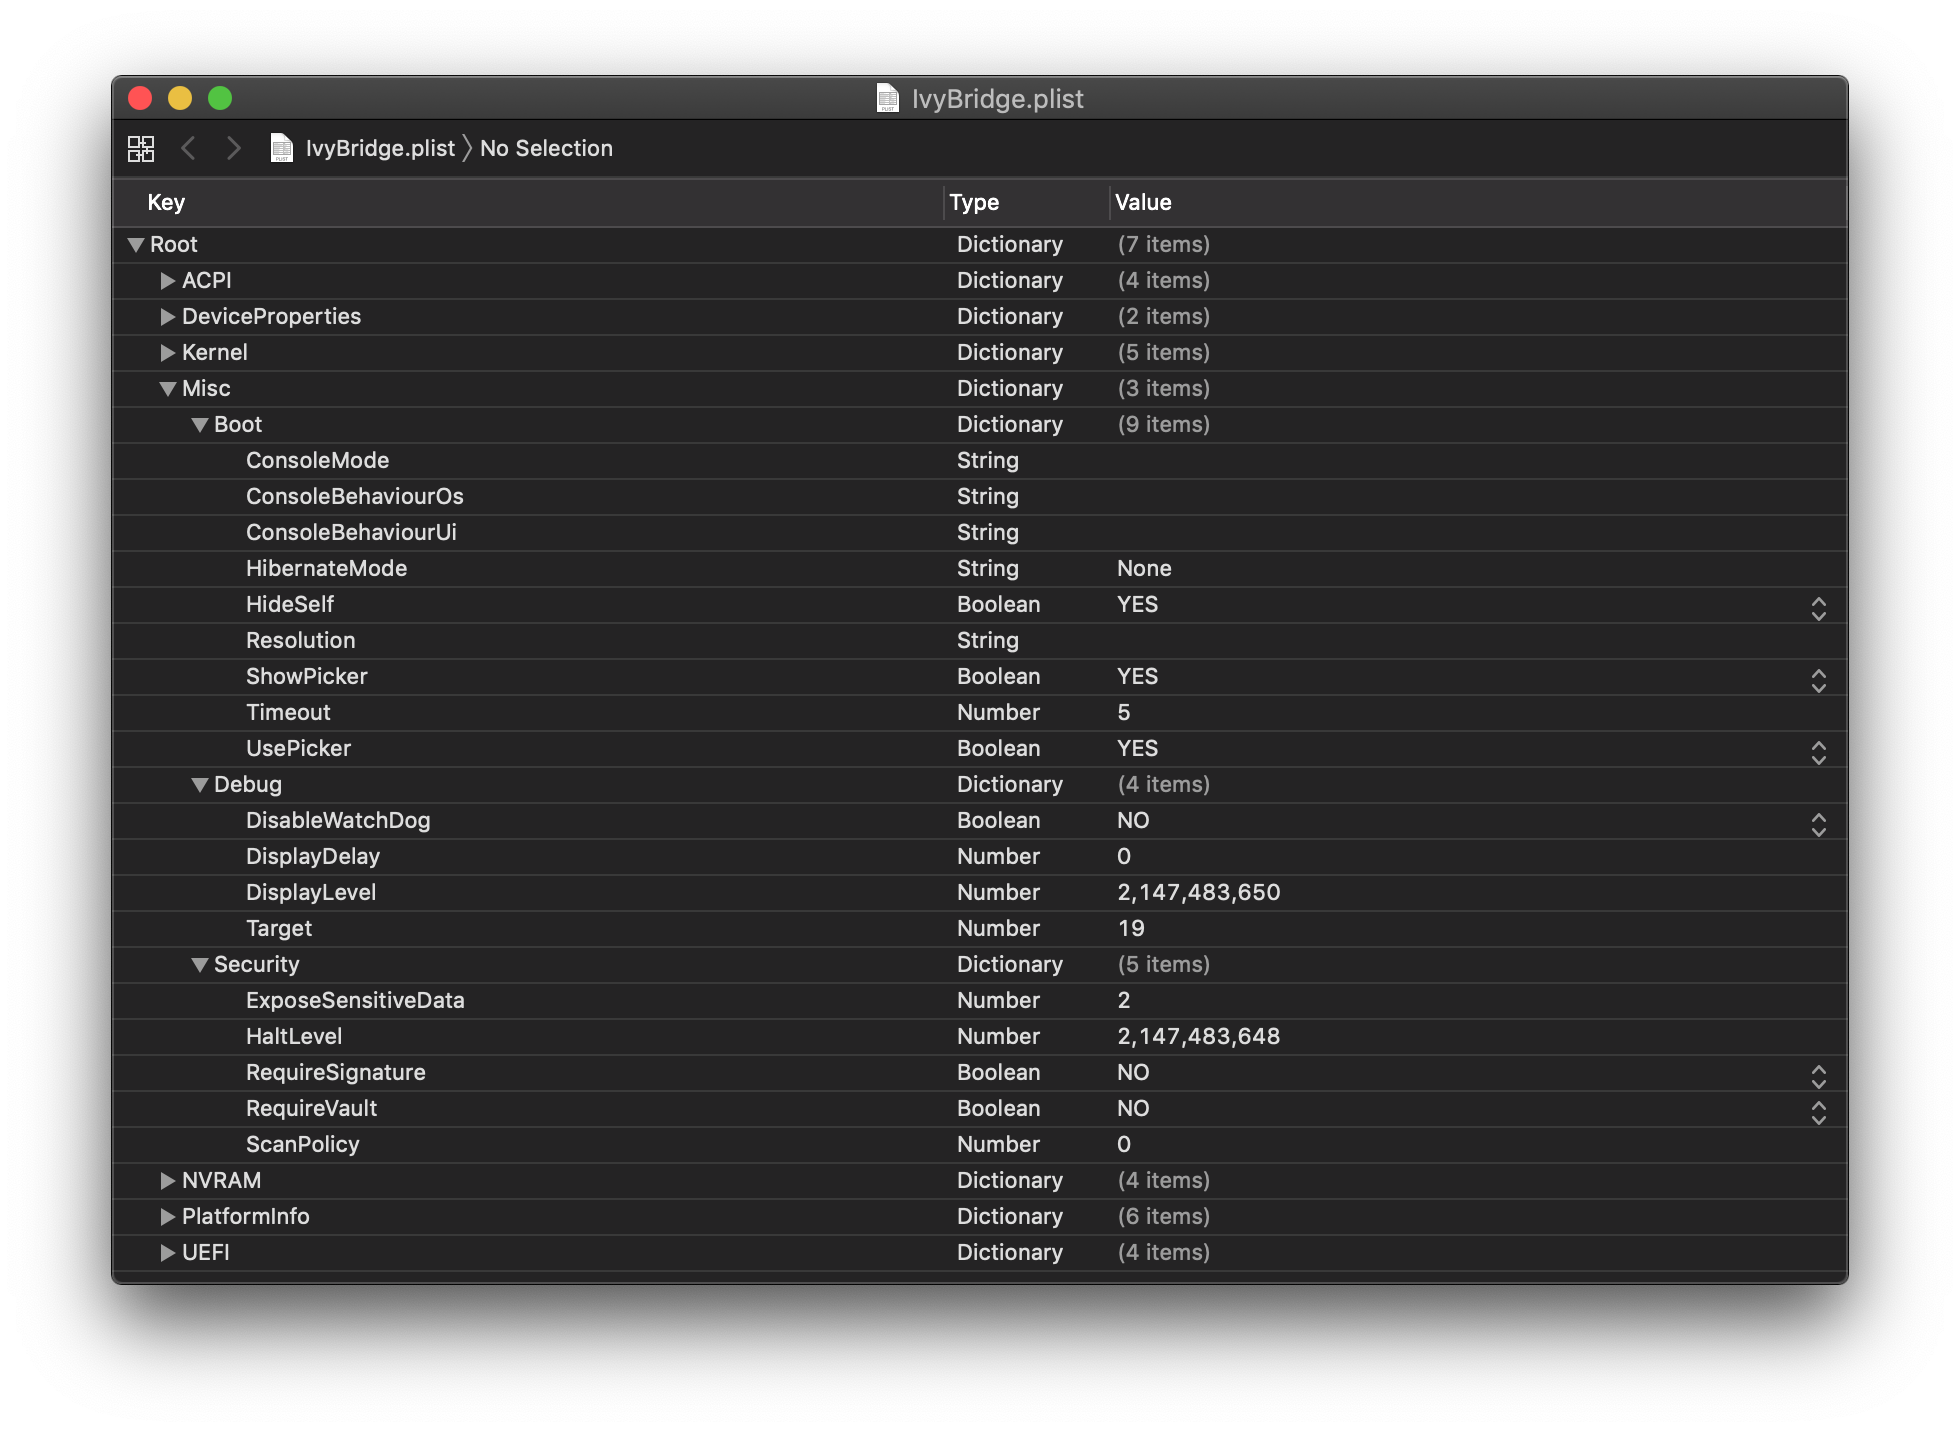 IvyBridge.plist
IvyBridge.plist No Selection
Key Type Value
Root Dictionary (7 items)
ACPI Dictionary (4 items)
DeviceProperties Dictionary (2 items)
Kernel Dictionary (5 items)
Misc Dictionary (3 items)
Boot Dictionary (9 items)
ConsoleMode String
ConsoleBehaviourOs String
ConsoleBehaviourUi String
HibernateMode String None
HideSelf Boolean YES
Resolution String
ShowPicker Boolean YES
Timeout Number 5
UsePicker Boolean YES
Debug Dictionary (4 items)
DisableWatchDog Boolean NO
DisplayDelay Number 0
DisplayLevel Number 2,147,483,650
Target Number 19
Security Dictionary (5 items)
ExposeSensitiveData Number 2
HaltLevel Number 2,147,483,648
RequireSignature Boolean NO
RequireVault Boolean NO
ScanPolicy Number 0
NVRAM Dictionary (4 items)
PlatformInfo Dictionary (6 items)
UEFI Dictionary (4 items)